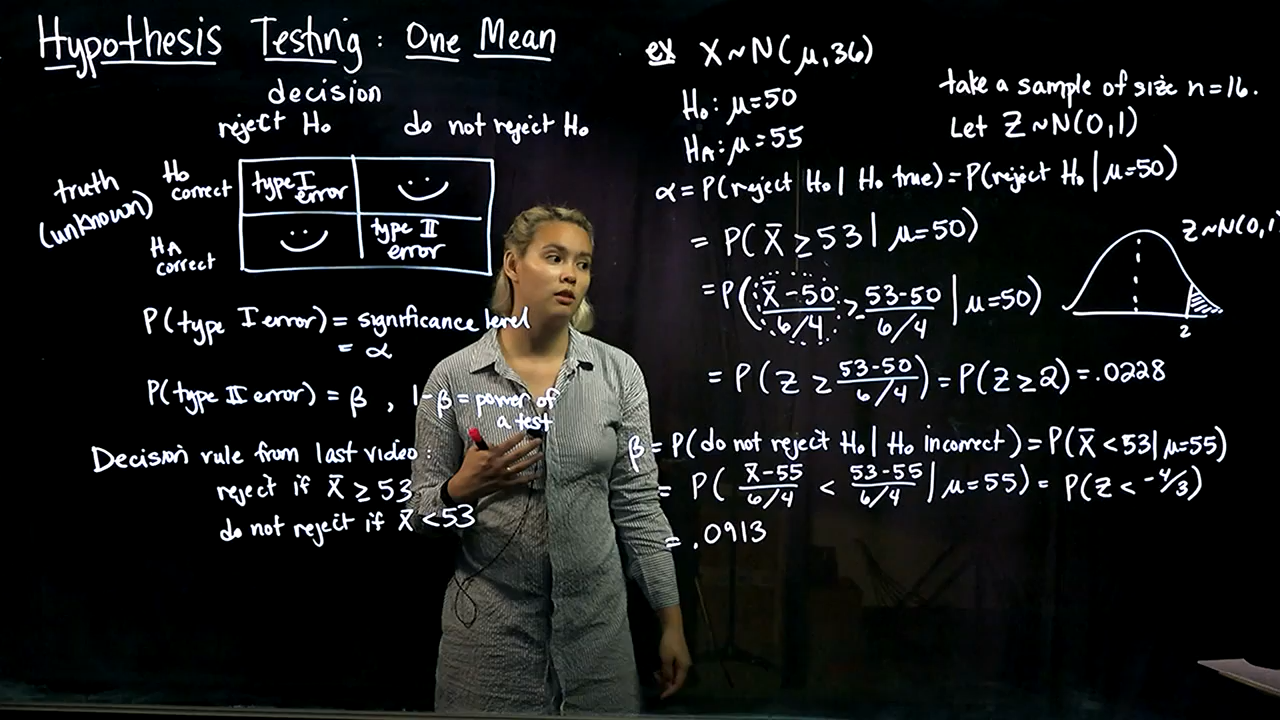 Hypothesis Testing: One Mean
decision
reject H₀ do not reject H₀
truth (unknown)
H₀ correct
type I error
H_A correct
type II error
P(type I error) = significance level
= α
P(type II error) = β , 1-β = power of a test
Decision rule from last video:
reject if X̄ ≥ 53
do not reject if X̄ < 53
ex X~N(μ,36)
H₀: μ=50
H_A: μ=55
take a sample of size n=16.
Let Z~N(0,1)
α = P(reject H₀ | H₀ true) = P(reject H₀ | μ=50)
= P(X̄ ≥ 53 | μ=50)
= P((X̄-50)/(6/4) ≥ (53-50)/(6/4) | μ=50)
Z~N(0,1
2
= P(Z ≥ (53-50)/(6/4)) = P(Z ≥ 2) = .0228
β = P(do not reject H₀ | H₀ incorrect) = P(X̄ < 53 | μ=55)
= P((X̄-55)/(6/4) < (53-55)/(6/4) | μ=55) = P(Z < -4/3)
= .0913